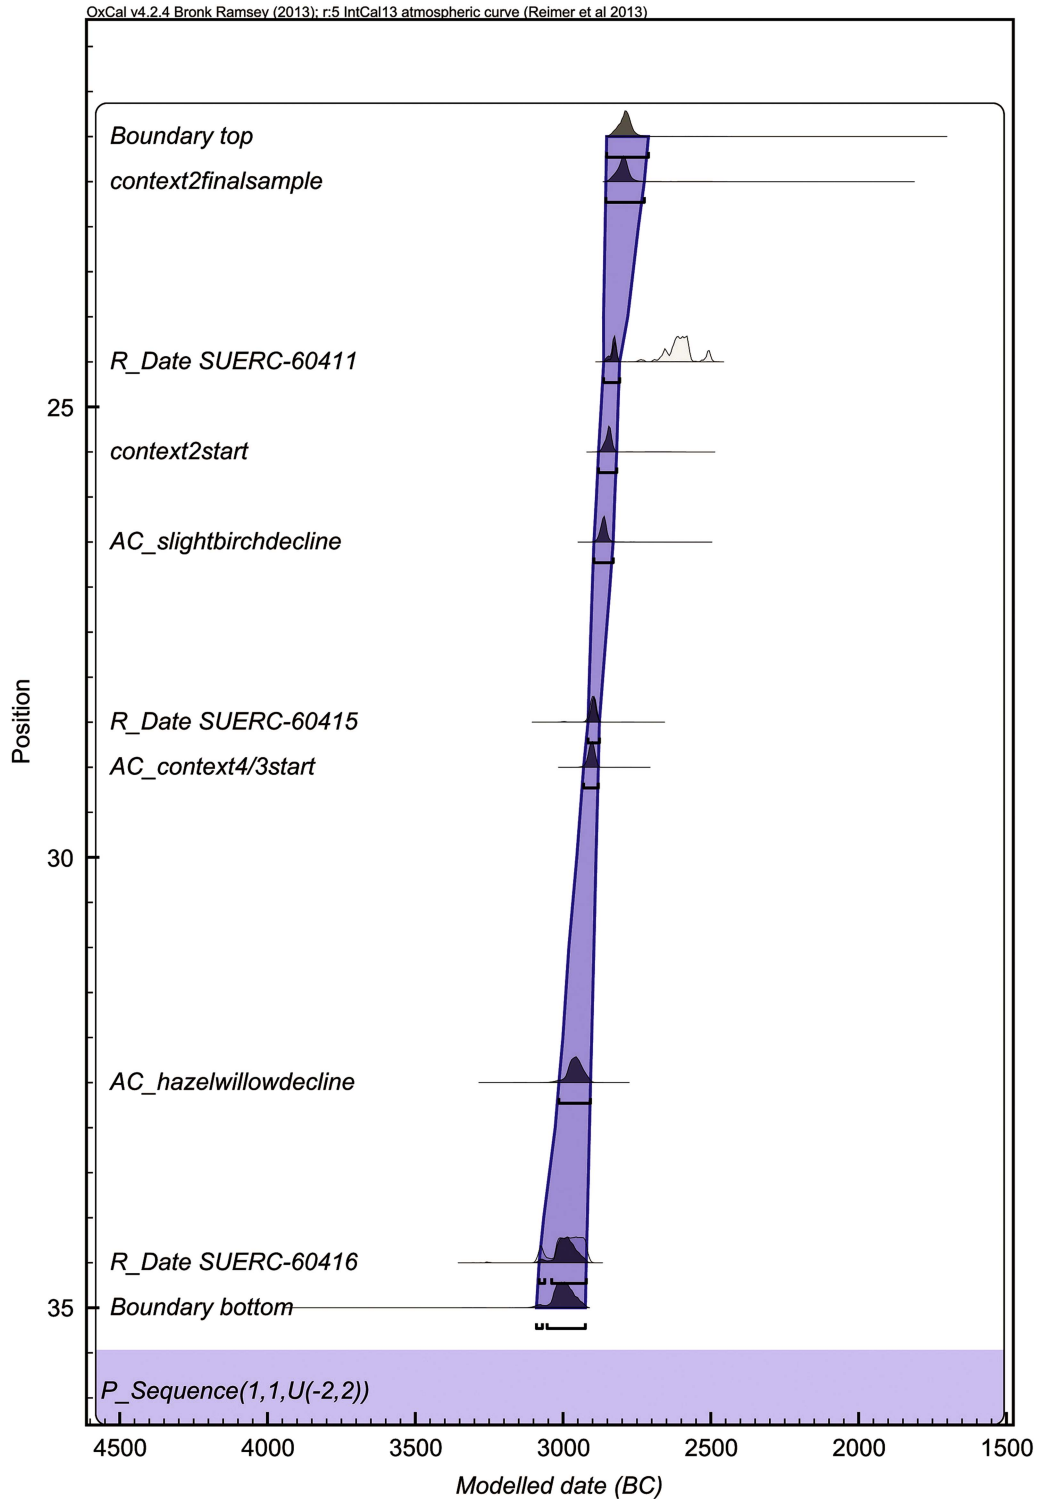 OxCal v4.2.4 Bronk Ramsey (2013); r:5 IntCal13 atmospheric curve (Reimer et al 2013)
Boundary top
context2finalsample
R_Date SUERC-60411
25
context2start
AC_slightbirchdecline
Position
R_Date SUERC-60415
AC_context4/3start
30
AC_hazelwillowdecline
R_Date SUERC-60416
35
Boundary bottom
P_Sequence(1,1,U(-2,2))
4500 4000 3500 3000 2500 2000 1500
Modelled date (BC)